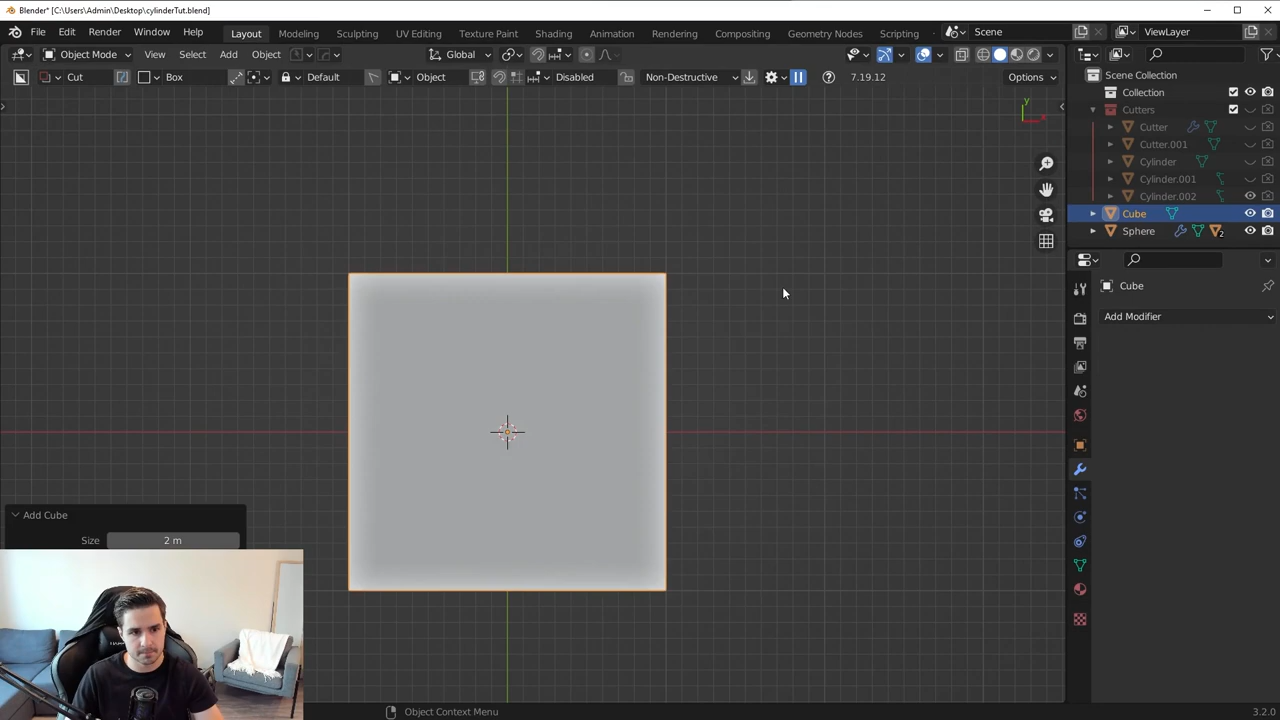 Blender* [C:\Users\Admin\Desktop\cylinderTut.blend]
File Edit Render Window Help Layout Modeling Sculpting UV Editing Texture Paint Shading Animation Rendering Compositing Geometry Nodes Scripting Scene ViewLayer
Object Mode View Select Add Object Global
Cut Box Default Object Disabled Non-Destructive 7.19.12 Options
Scene Collection
Collection
Cutters
Cutter
Cutter.001
Cylinder
Cylinder.001
Cylinder.002
Cube
Sphere 2
y
x
Cube
Add Modifier
Add Cube
Size 2 m
Object Context Menu 3.2.0